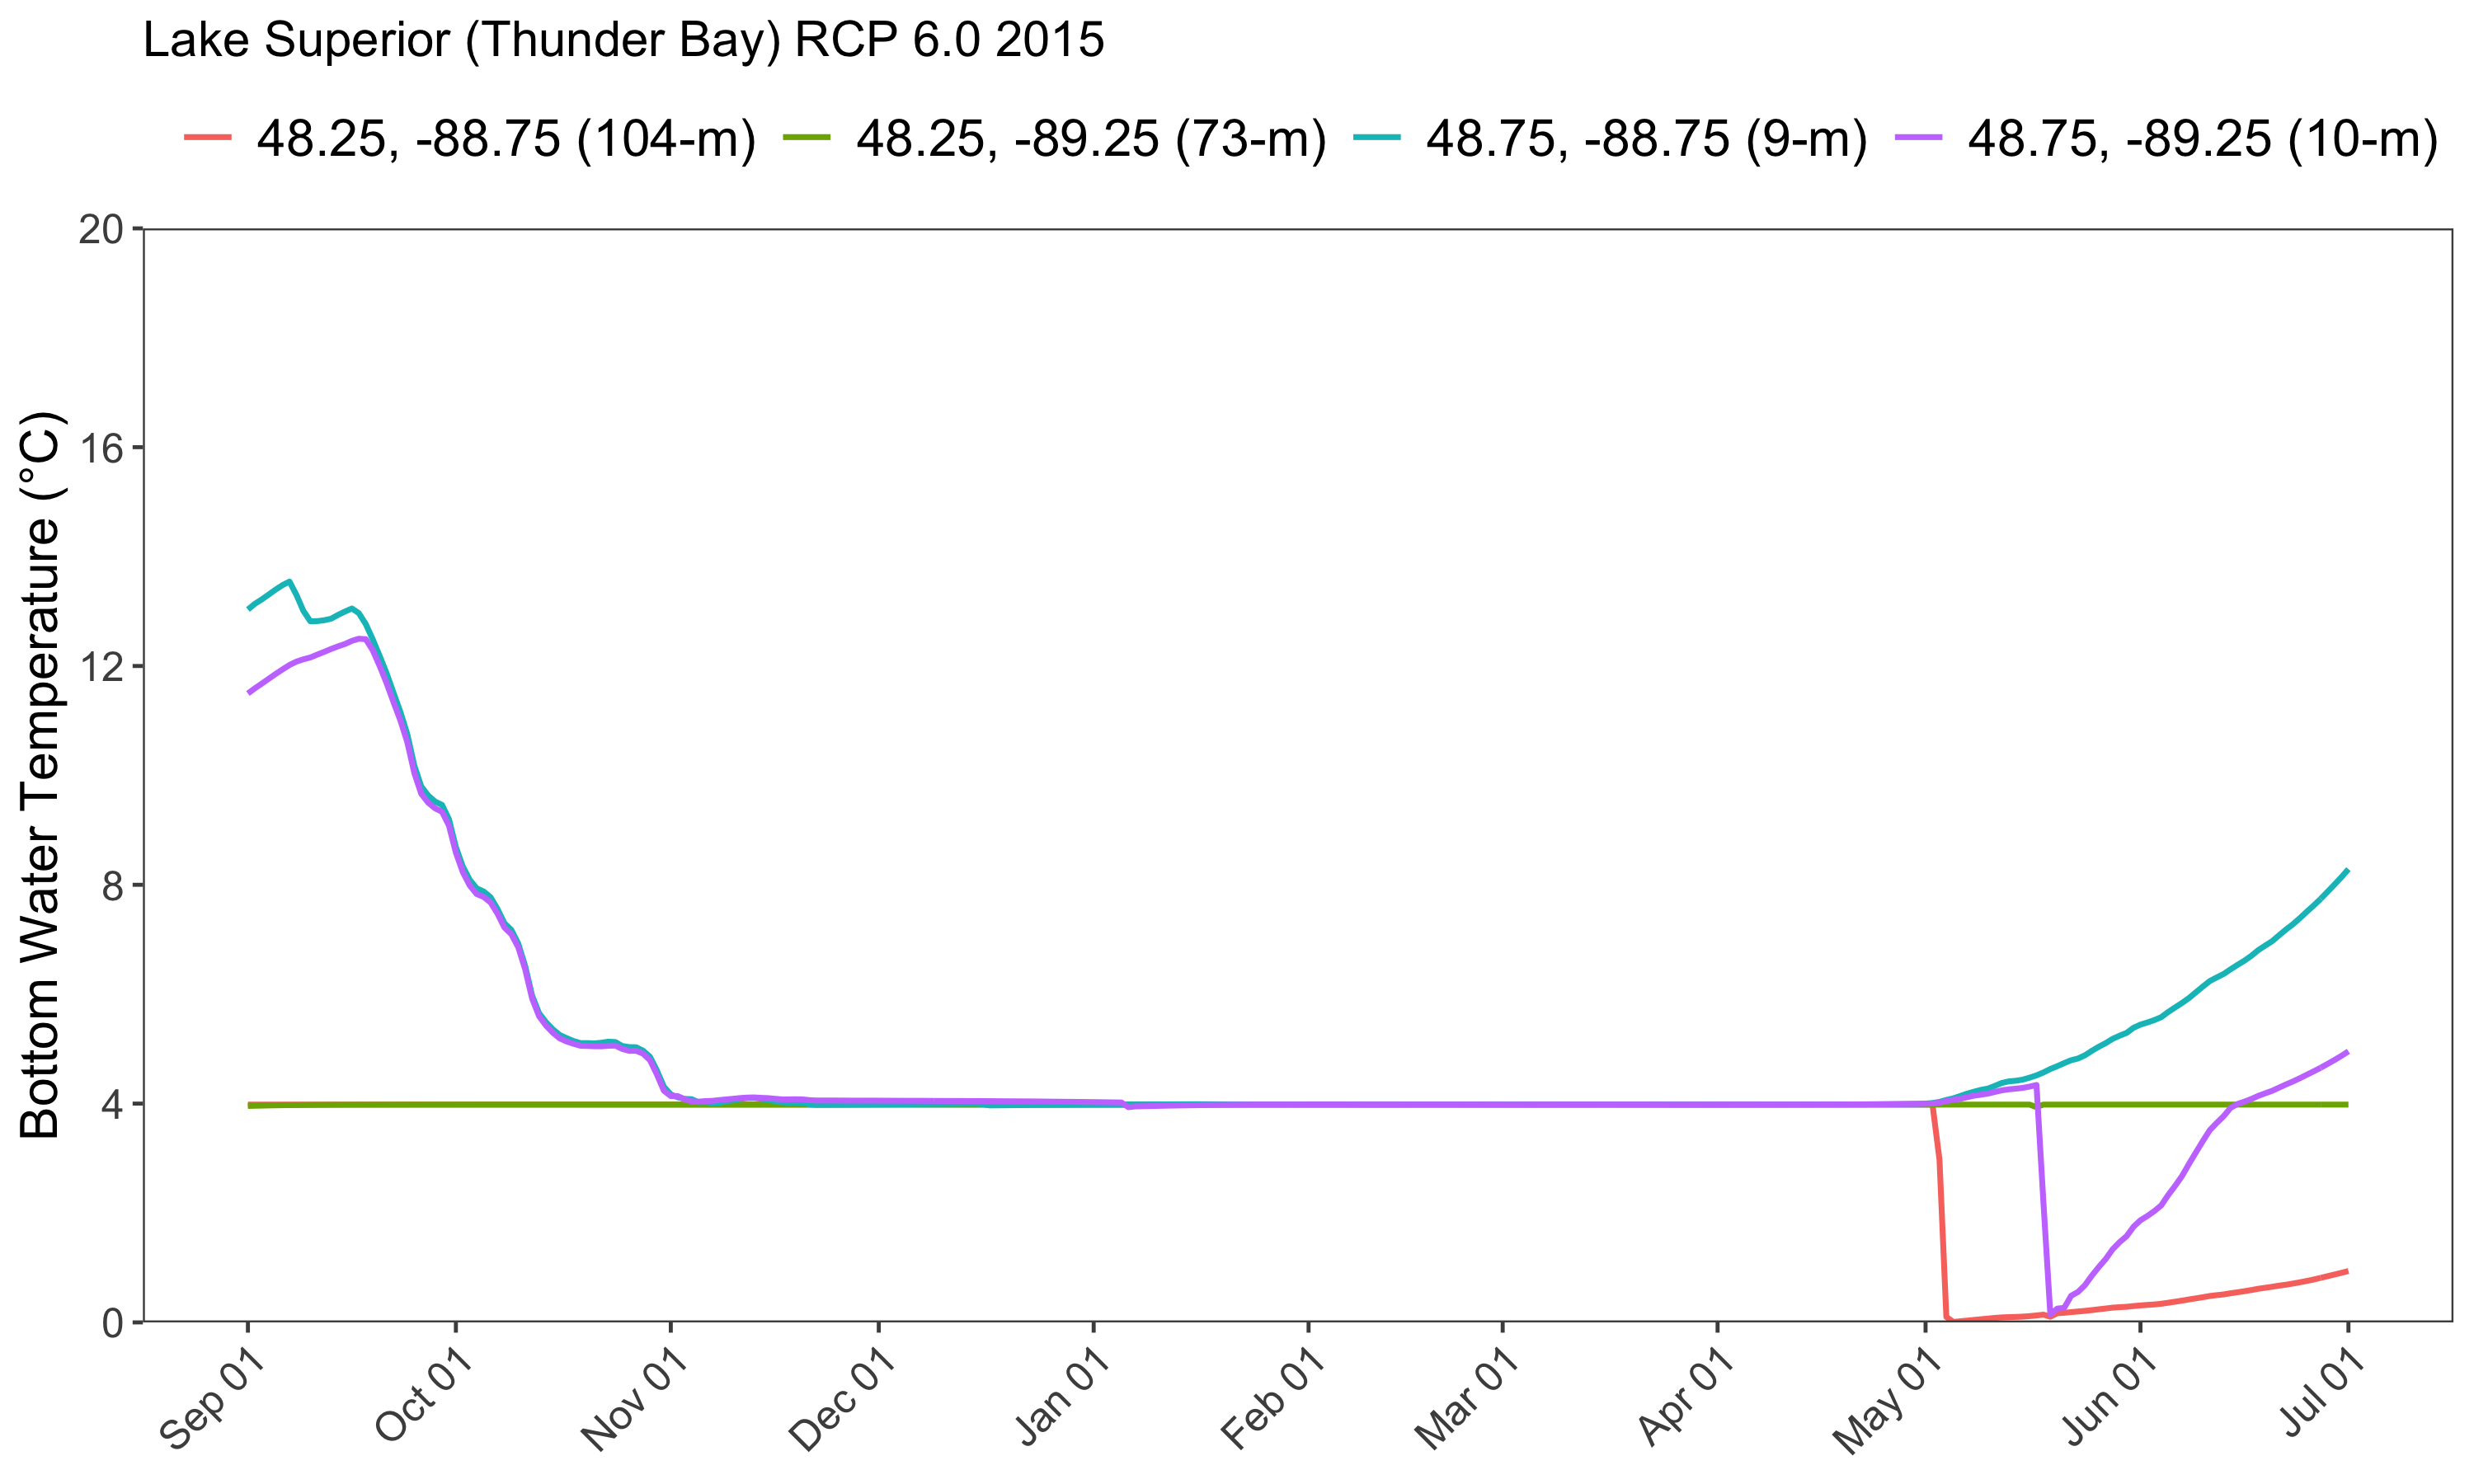 Lake Superior (Thunder Bay) RCP 6.0 2015
48.25, -88.75 (104-m) 48.25, -89.25 (73-m) 48.75, -88.75 (9-m) 48.75, -89.25 (10-m)
Bottom Water Temperature (°C)
20
16
12
8
4
0
Sep 01 Oct 01 Nov 01 Dec 01 Jan 01 Feb 01 Mar 01 Apr 01 May 01 Jun 01 Jul 01